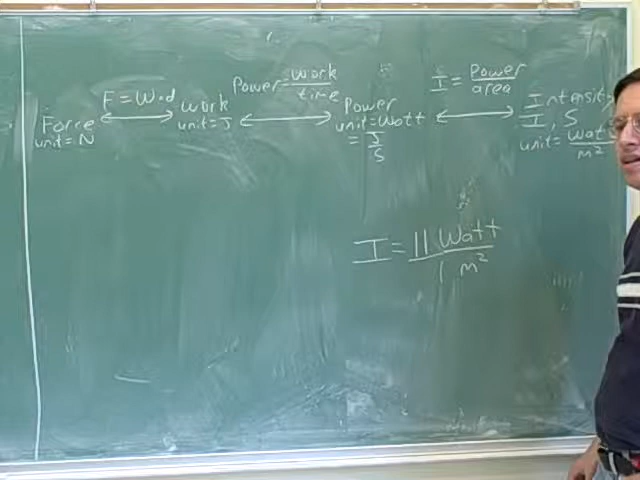 F = W·d
Power = Work / time
I = Power / area
Force
unit = N
Work
unit = J
Power
unit = Watt
= J / S
Intensity
I, S
unit = Watt / m²
I = 11 Watt / 1 m²